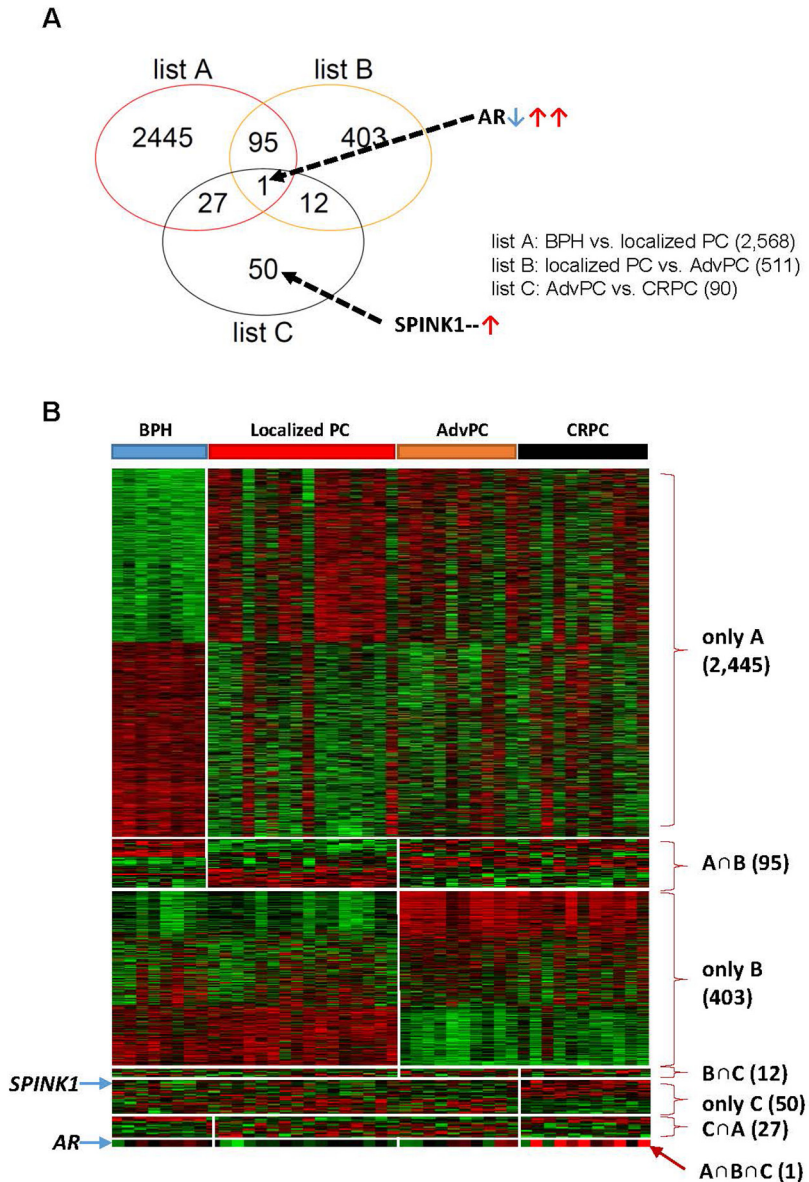 A
list A
list B
2445
95
403
AR↓↑↑
1
27
12
list A: BPH vs. localized PC (2,568)
list B: localized PC vs. AdvPC (511)
list C: AdvPC vs. CRPC (90)
50
list C
SPINK1--↑
B
BPH
Localized PC
AdvPC
CRPC
only A
(2,445)
A∩B (95)
only B
(403)
B∩C (12)
SPINK1
only C (50)
C∩A (27)
AR
A∩B∩C (1)